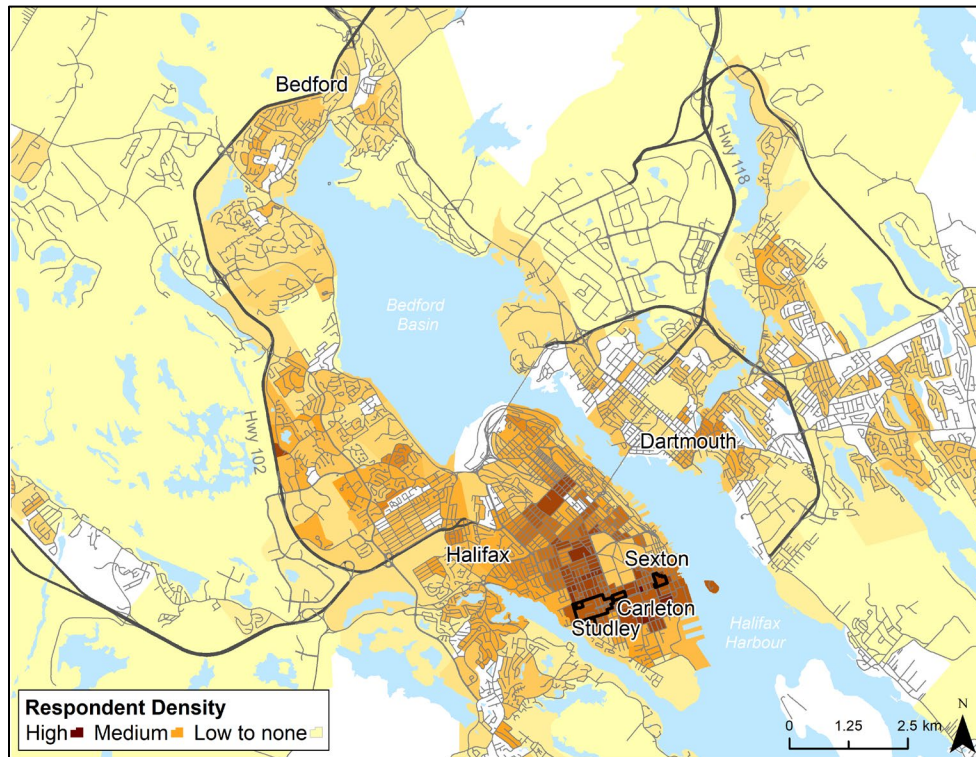 Bedford
Hwy 118
Bedford
Basin
Hwy 102
Dartmouth
Halifax
Sexton
Carleton
Studley
Halifax
Harbour
Respondent Density
High Medium Low to none
N
0 1.25 2.5 km